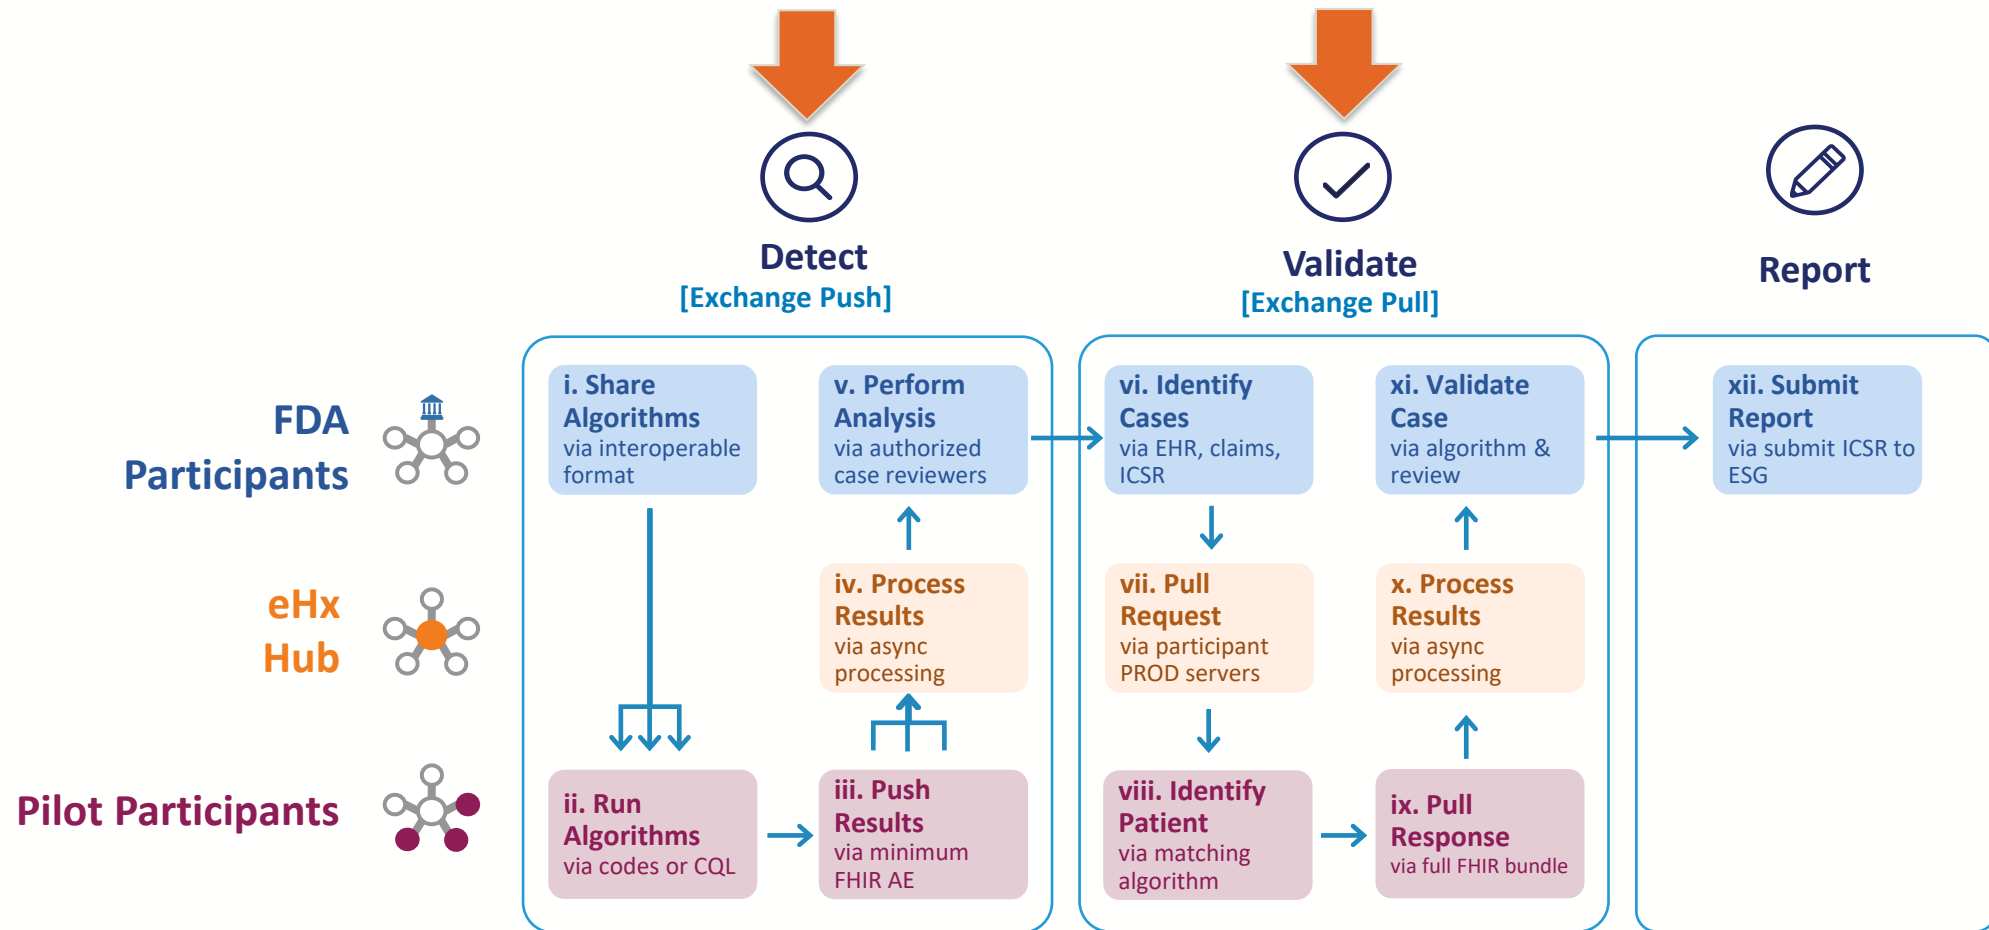 Detect
[Exchange Push]
Validate
[Exchange Pull]
Report
FDA
Participants
i. Share
Algorithms
via interoperable
format
v. Perform
Analysis
via authorized
case reviewers
vi. Identify
Cases
via EHR, claims,
ICSR
xi. Validate
Case
via algorithm &
review
xii. Submit
Report
via submit ICSR to
ESG
eHx
Hub
iv. Process
Results
via async
processing
vii. Pull
Request
via participant
PROD servers
x. Process
Results
via async
processing
Pilot Participants
ii. Run
Algorithms
via codes or CQL
iii. Push
Results
via minimum
FHIR AE
viii. Identify
Patient
via matching
algorithm
ix. Pull
Response
via full FHIR bundle